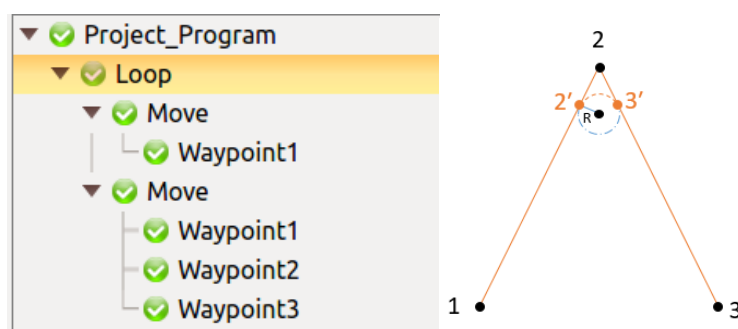 Project_Program
Loop
Move
Waypoint1
Move
Waypoint1
Waypoint2
Waypoint3
2
2′
3′
R
1
3